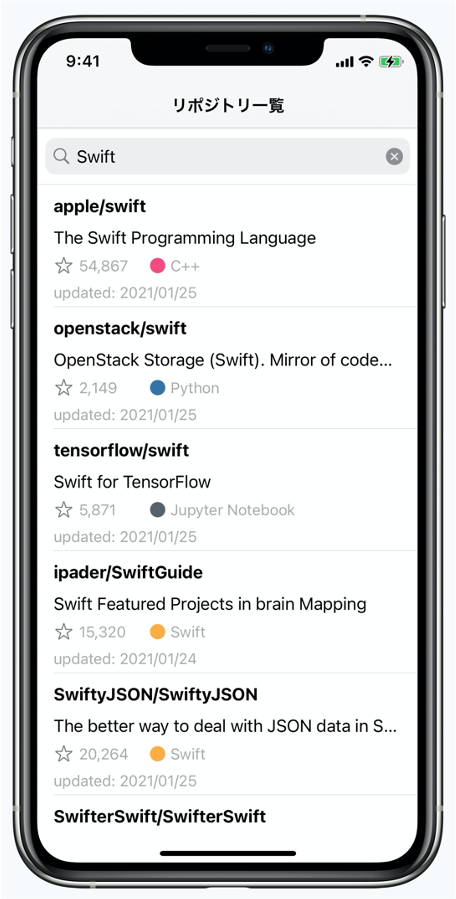 9:41
リポジトリ一覧
Swift
apple/swift
The Swift Programming Language
54,867 C++
updated: 2021/01/25
openstack/swift
OpenStack Storage (Swift). Mirror of code...
2,149 Python
updated: 2021/01/25
tensorflow/swift
Swift for TensorFlow
5,871 Jupyter Notebook
updated: 2021/01/25
ipader/SwiftGuide
Swift Featured Projects in brain Mapping
15,320 Swift
updated: 2021/01/24
SwiftyJSON/SwiftyJSON
The better way to deal with JSON data in S...
20,264 Swift
updated: 2021/01/25
SwifterSwift/SwifterSwift